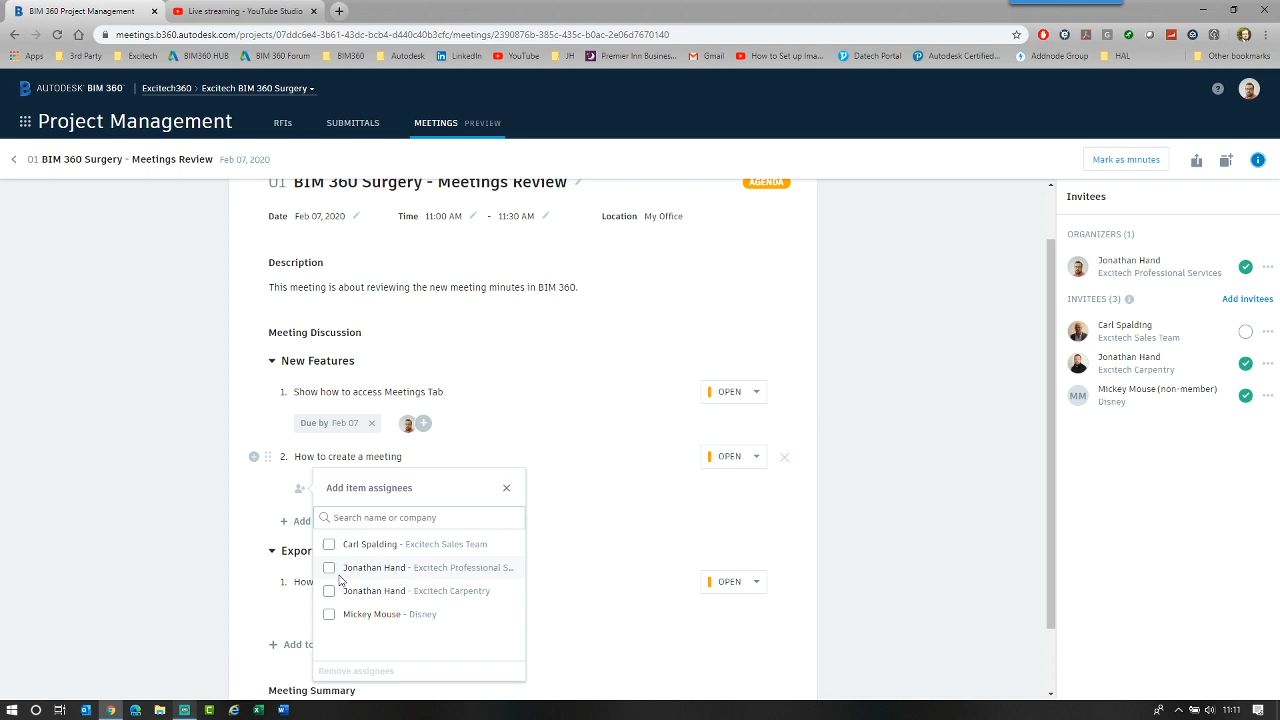 BIM 360 Project Management
Live streaming - YouTube Studio
meetings.b360.autodesk.com/projects/07ddc6e4-3b61-43dc-bcb4-d440c40b3cfc/meetings/2390876b-385c-435c-b0ac-2e06d7670140
Apps 3rd Party Excitech BIM360 HUB BIM 360 Forum BIM360 Autodesk LinkedIn YouTube JH Premier Inn Busines... Gmail How to Set up Ima... Datech Portal Autodesk Certified... Addnode Group HAL Other bookmarks
AUTODESK® BIM 360° Excitech360 > Excitech BIM 360 Surgery
Project Management RFIs SUBMITTALS MEETINGS PREVIEW
01 BIM 360 Surgery - Meetings Review Feb 07, 2020 Mark as minutes
01 BIM 360 Surgery - Meetings Review AGENDA
Date Feb 07, 2020 Time 11:00 AM - 11:30 AM Location My Office
Description
This meeting is about reviewing the new meeting minutes in BIM 360.
Meeting Discussion
New Features
1. Show how to access Meetings Tab OPEN
Due by Feb 07
2. How to create a meeting OPEN
Add item assignees
Search name or company
+ Add
Carl Spalding - Excitech Sales Team
Expor
Jonathan Hand - Excitech Professional S...
1. How OPEN
Jonathan Hand - Excitech Carpentry
Mickey Mouse - Disney
+ Add to
Remove assignees
Meeting Summary
Invitees
ORGANIZERS (1)
Jonathan Hand
Excitech Professional Services
INVITEES (3) Add invitees
Carl Spalding
Excitech Sales Team
Jonathan Hand
Excitech Carpentry
MM
Mickey Mouse (non-member)
Disney
11:11